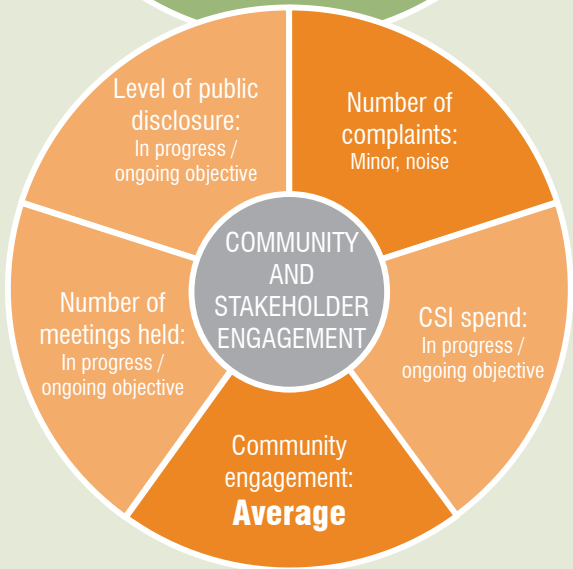 Level of public
disclosure:
In progress /
ongoing objective
Number of
complaints:
Minor, noise
COMMUNITY
AND
STAKEHOLDER
ENGAGEMENT
Number of
meetings held:
In progress /
ongoing objective
CSI spend:
In progress /
ongoing objective
Community
engagement:
Average